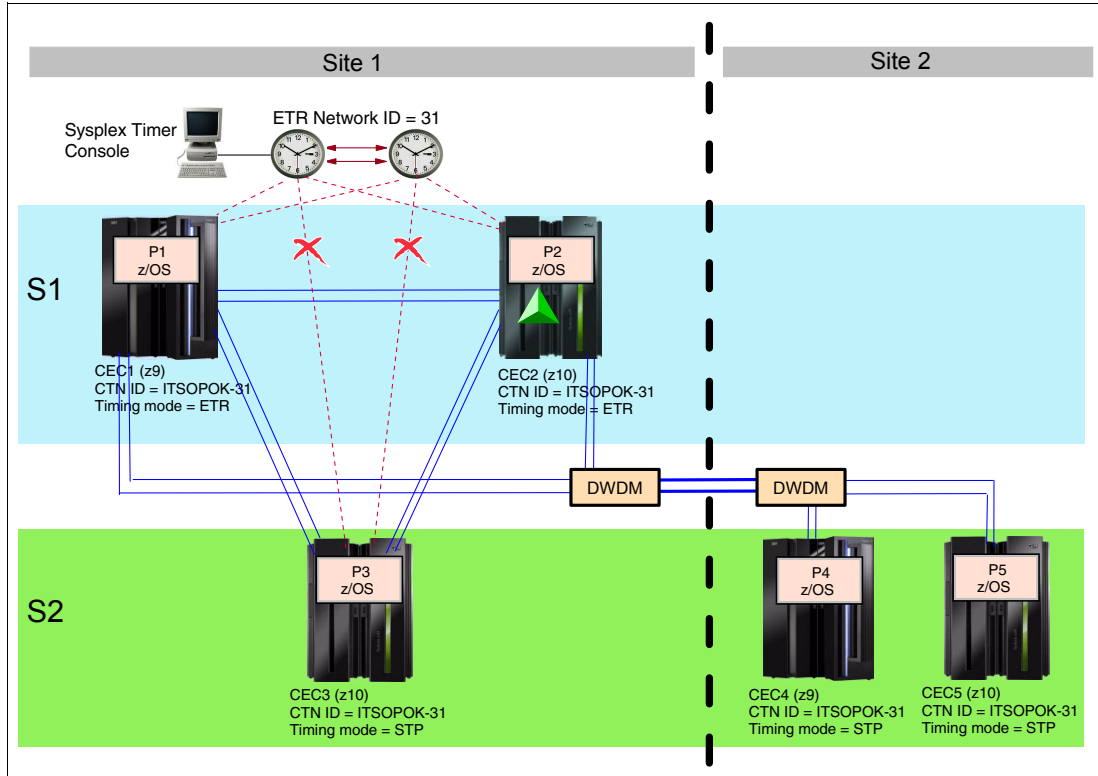 Site 1
Site 2
Sysplex Timer
Console
ETR Network ID = 31
S1
P1
z/OS
P2
z/OS
CEC1 (z9)
CTN ID = ITSOPOK-31
Timing mode = ETR
CEC2 (z10)
CTN ID = ITSOPOK-31
Timing mode = ETR
DWDM
DWDM
S2
P3
z/OS
P4
z/OS
P5
z/OS
CEC3 (z10)
CTN ID = ITSOPOK-31
Timing mode = STP
CEC4 (z9)
CTN ID = ITSOPOK-31
Timing mode = STP
CEC5 (z10)
CTN ID = ITSOPOK-31
Timing mode = STP